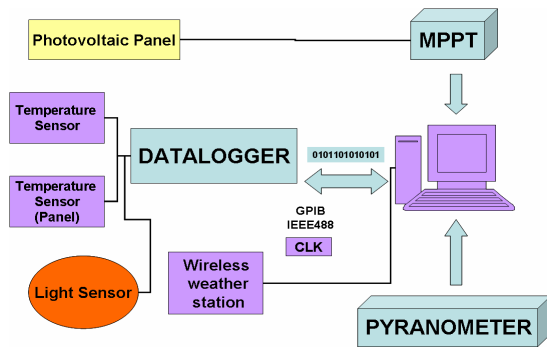 Photovoltaic Panel
MPPT
Temperature
Sensor
DATALOGGER
0101101010101
Temperature
Sensor
(Panel)
GPIB
IEEE488
CLK
Light Sensor
Wireless
weather
station
PYRANOMETER